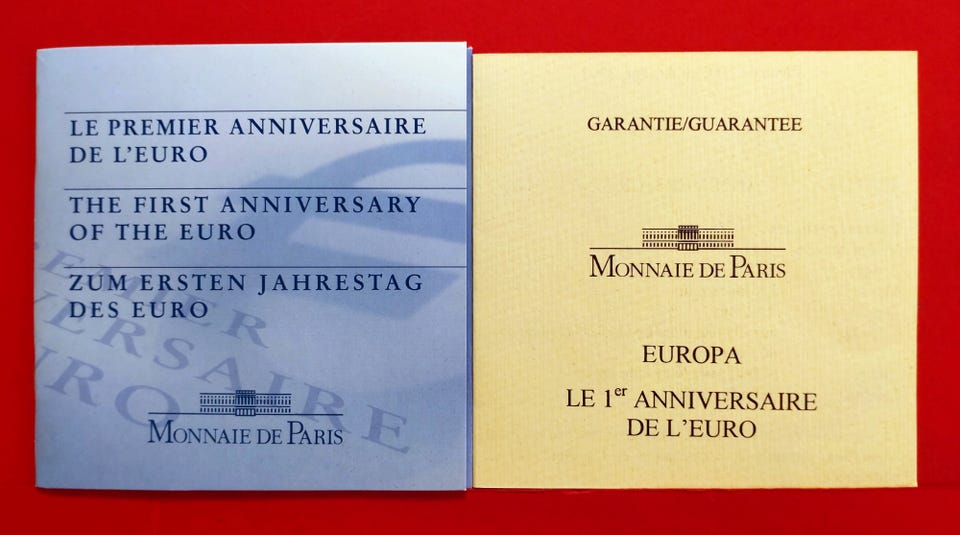 LE PREMIER ANNIVERSAIRE
DE L'EURO
THE FIRST ANNIVERSARY
OF THE EURO
ZUM ERSTEN JAHRESTAG
DES EURO
MONNAIE DE PARIS
GARANTIE/GUARANTEE
MONNAIE DE PARIS
EUROPA
LE 1er ANNIVERSAIRE
DE L'EURO